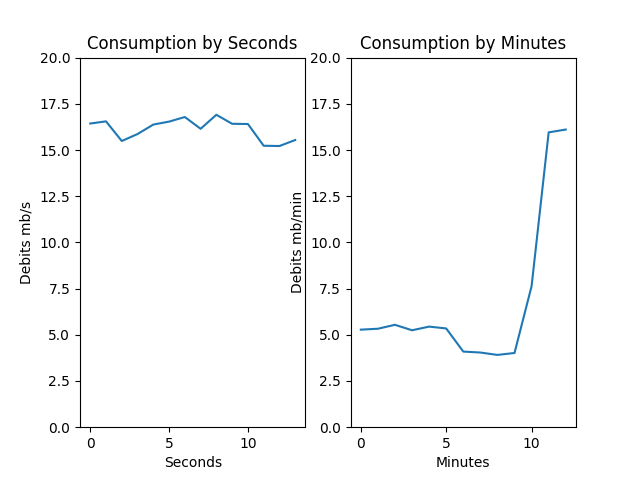 Consumption by Seconds
20.0
17.5
15.0
12.5
10.0
7.5
5.0
2.5
0.0
Debits mb/s
0 5 10
Seconds
Consumption by Minutes
20.0
17.5
15.0
12.5
10.0
7.5
5.0
2.5
0.0
Debits mb/min
0 5 10
Minutes